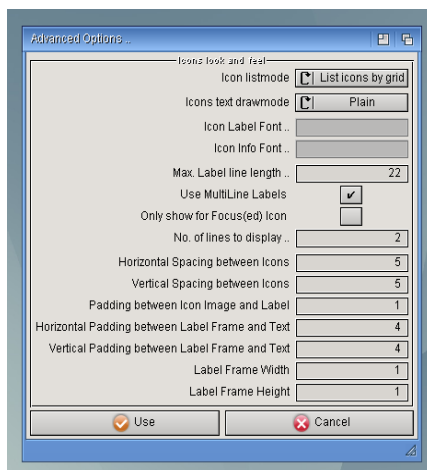 Advanced Options ..
Icons look and feel
Icon listmode List icons by grid
Icons text drawmode Plain
Icon Label Font ..
Icon Info Font ..
Max. Label line length .. 22
Use MultiLine Labels
Only show for Focus(ed) Icon
No. of lines to display .. 2
Horizontal Spacing between Icons 5
Vertical Spacing between Icons 5
Padding between Icon Image and Label 1
Horizontal Padding between Label Frame and Text 4
Vertical Padding between Label Frame and Text 4
Label Frame Width 1
Label Frame Height 1
Use Cancel